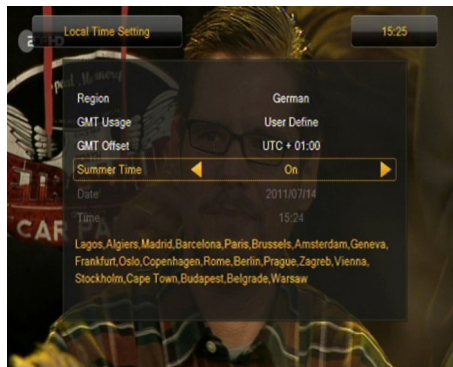 Local Time Setting
15:25
Region German
GMT Usage User Define
GMT Offset UTC + 01:00
Summer Time On
Date 2011/07/14
Time 15:24
Lagos,Algiers,Madrid,Barcelona,Paris,Brussels,Amsterdam,Geneva,
Frankfurt,Oslo,Copenhagen,Rome,Berlin,Prague,Zagreb,Vienna,
Stockholm,Cape Town,Budapest,Belgrade,Warsaw
CAR PA